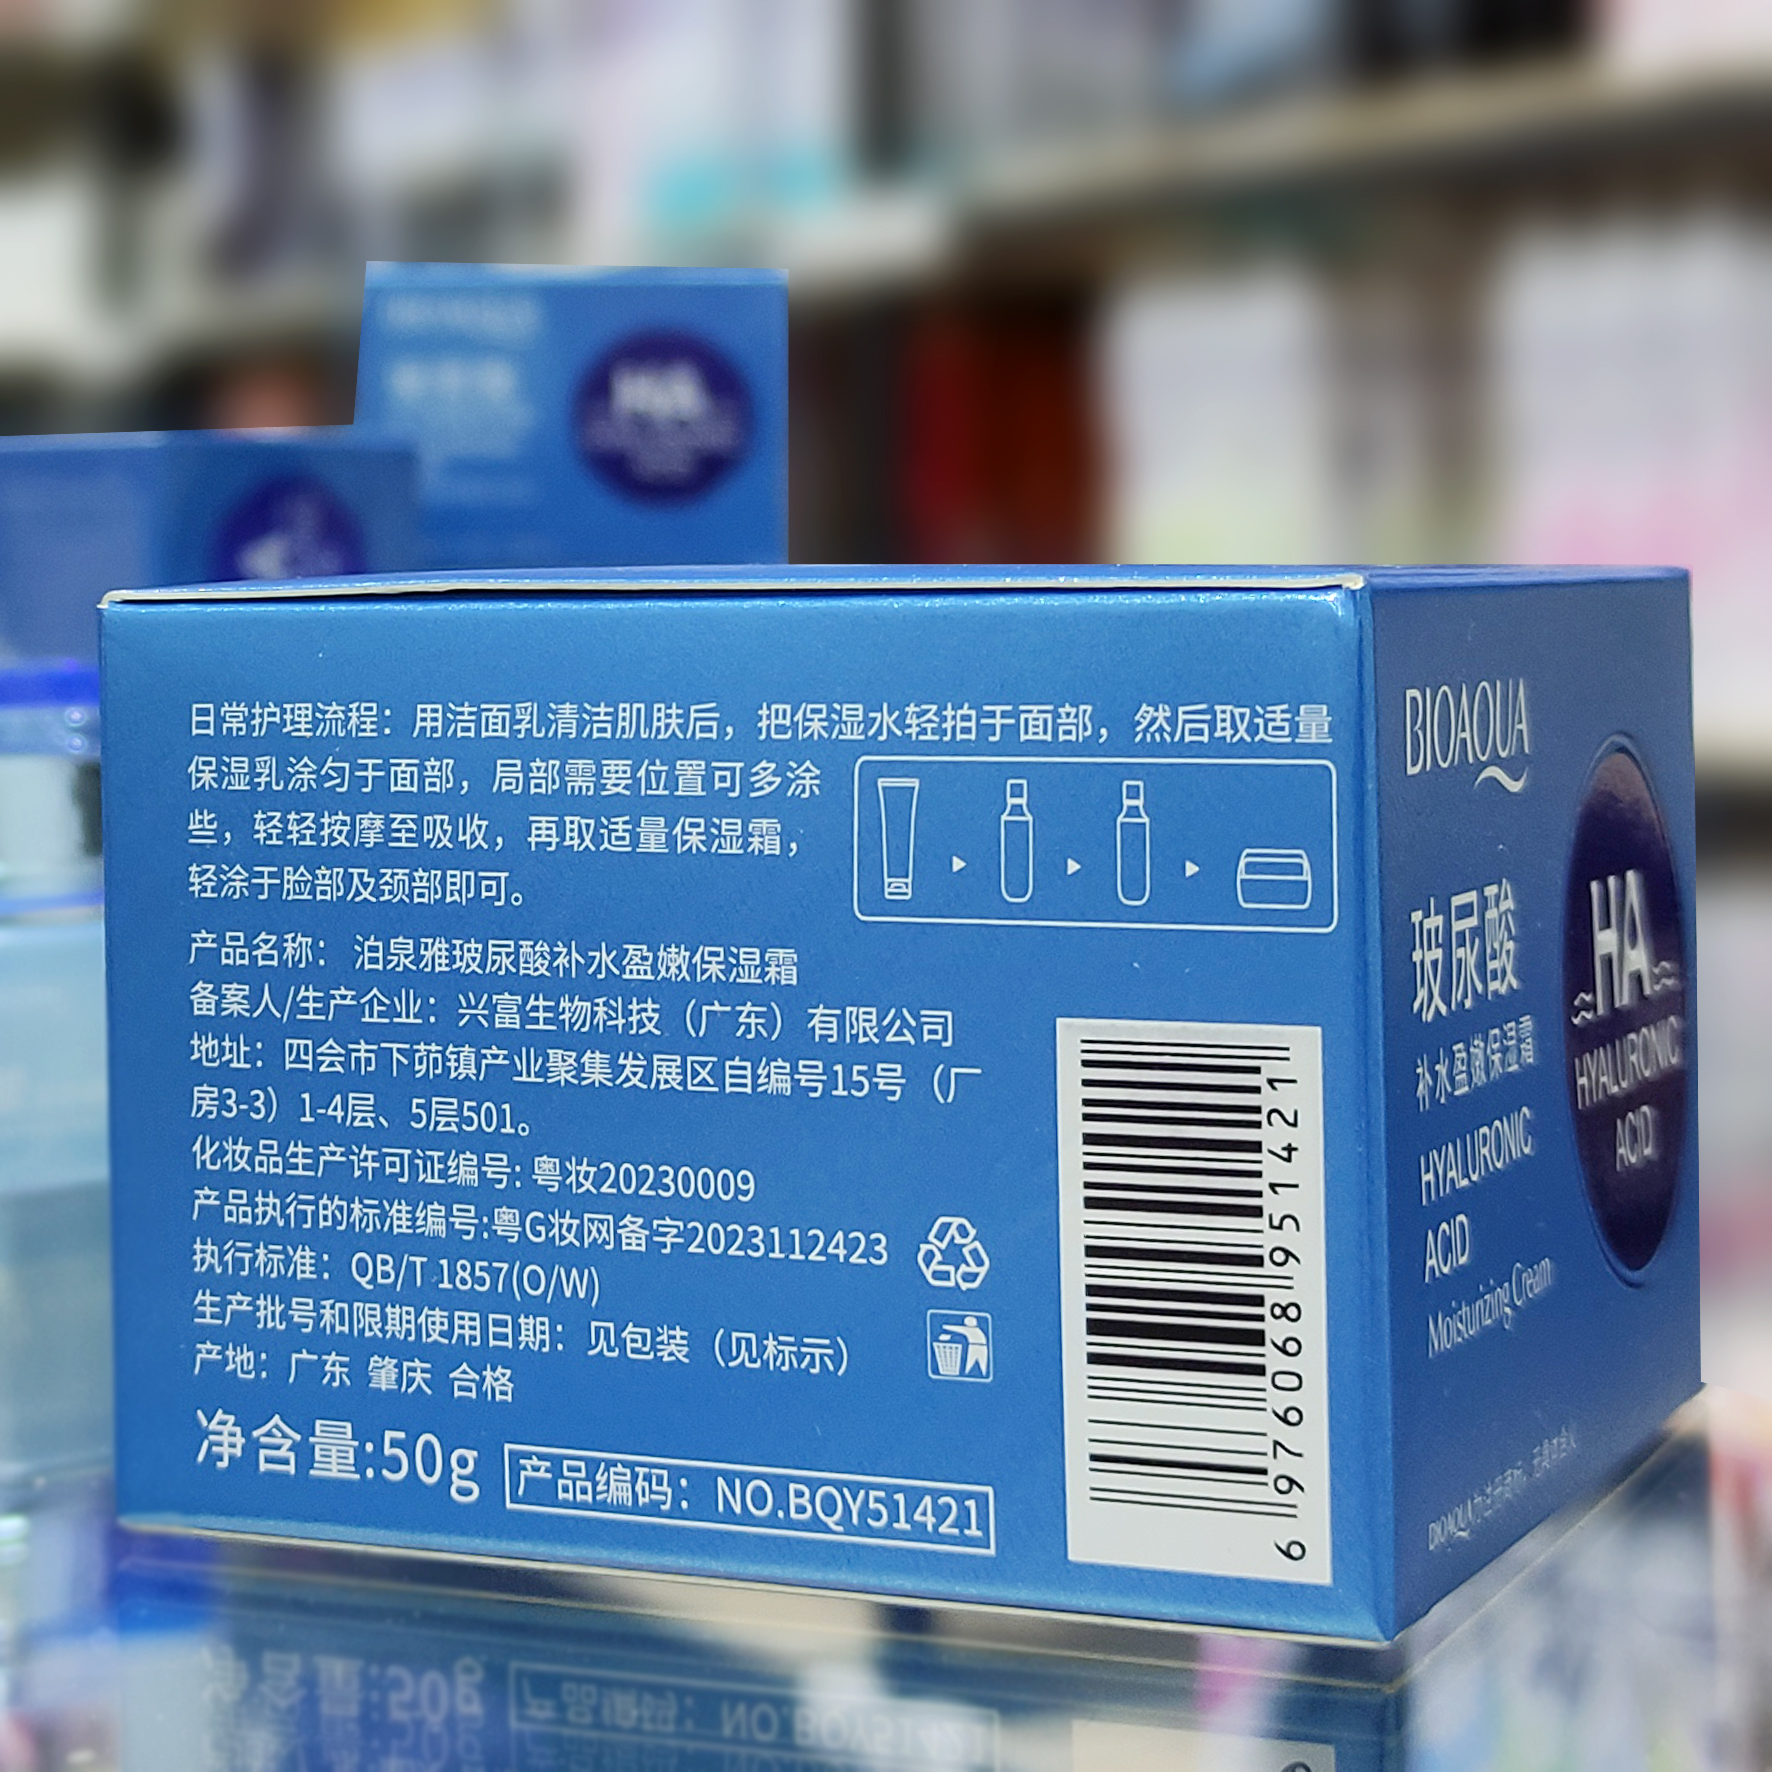 日常护理流程：用洁面乳清洁肌肤后，把保湿水轻拍于面部，然后取适量
保湿乳涂匀于面部，局部需要位置可多涂
些，轻轻按摩至吸收，再取适量保湿霜，
轻涂于脸部及颈部即可。
产品名称： 泊泉雅玻尿酸补水盈嫩保湿霜
备案人/生产企业：兴富生物科技（广东）有限公司
地址：四会市下茆镇产业聚集发展区自编号15号（厂
房3-3）1-4层、5层501。
化妆品生产许可证编号: 粤妆20230009
产品执行的标准编号:粤G妆网备字2023112423
执行标准：QB/T 1857(O/W)
生产批号和限期使用日期：见包装（见标示）
产地：广东 肇庆 合格
净含量:50g
产品编码：NO.BQY51421
6 976068 951421
BIOAQUA
玻尿酸
补水盈嫩保湿霜
HYALURONIC
ACID
Moisturizing Cream
HA
HYALURONIC
ACID
BIOAQUA
HA